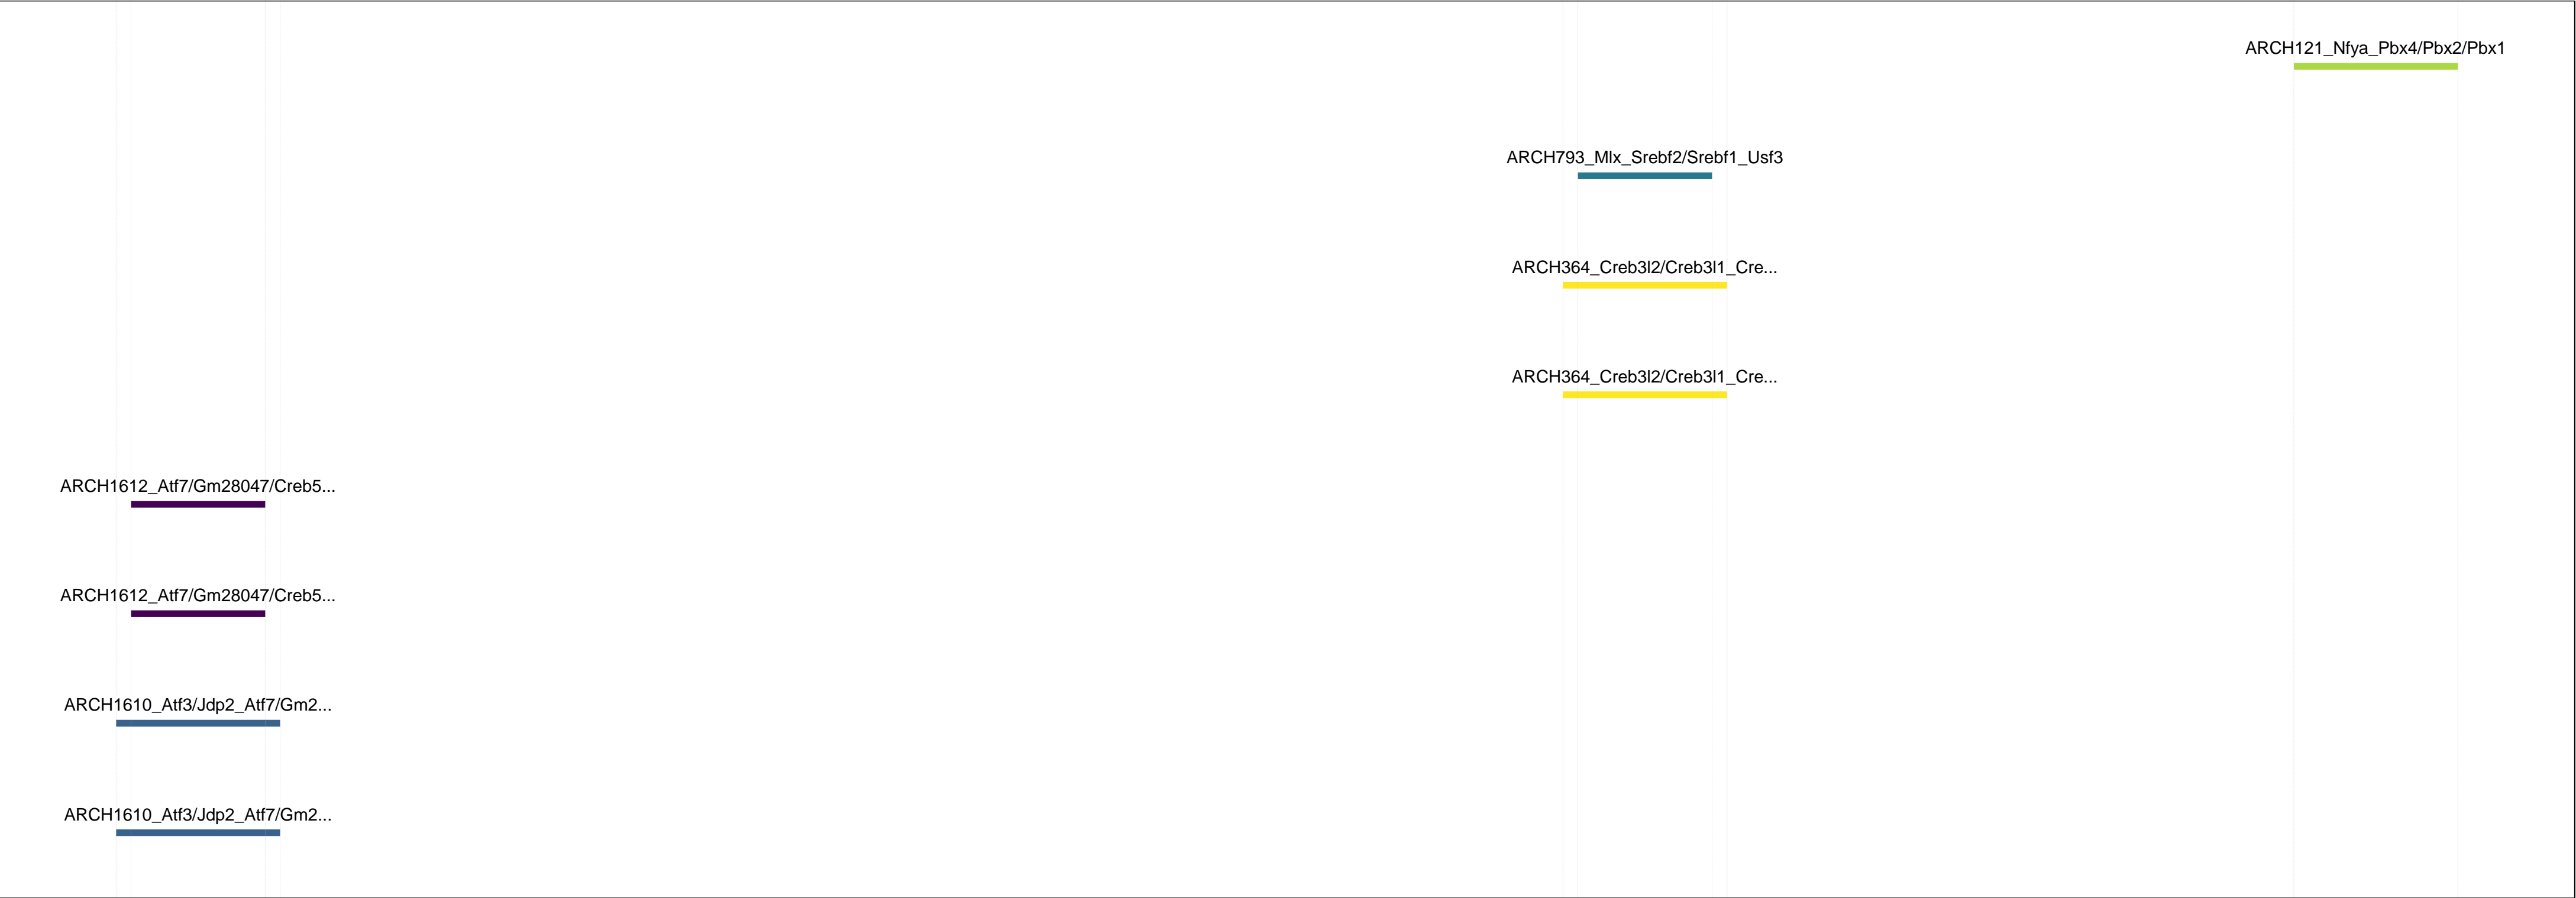 ARCH121_Nfya_Pbx4/Pbx2/Pbx1
ARCH793_Mlx_Srebf2/Srebf1_Usf3
ARCH364_Creb3l2/Creb3l1_Cre...
ARCH364_Creb3l2/Creb3l1_Cre...
ARCH1612_Atf7/Gm28047/Creb5...
ARCH1612_Atf7/Gm28047/Creb5...
ARCH1610_Atf3/Jdp2_Atf7/Gm2...
ARCH1610_Atf3/Jdp2_Atf7/Gm2...